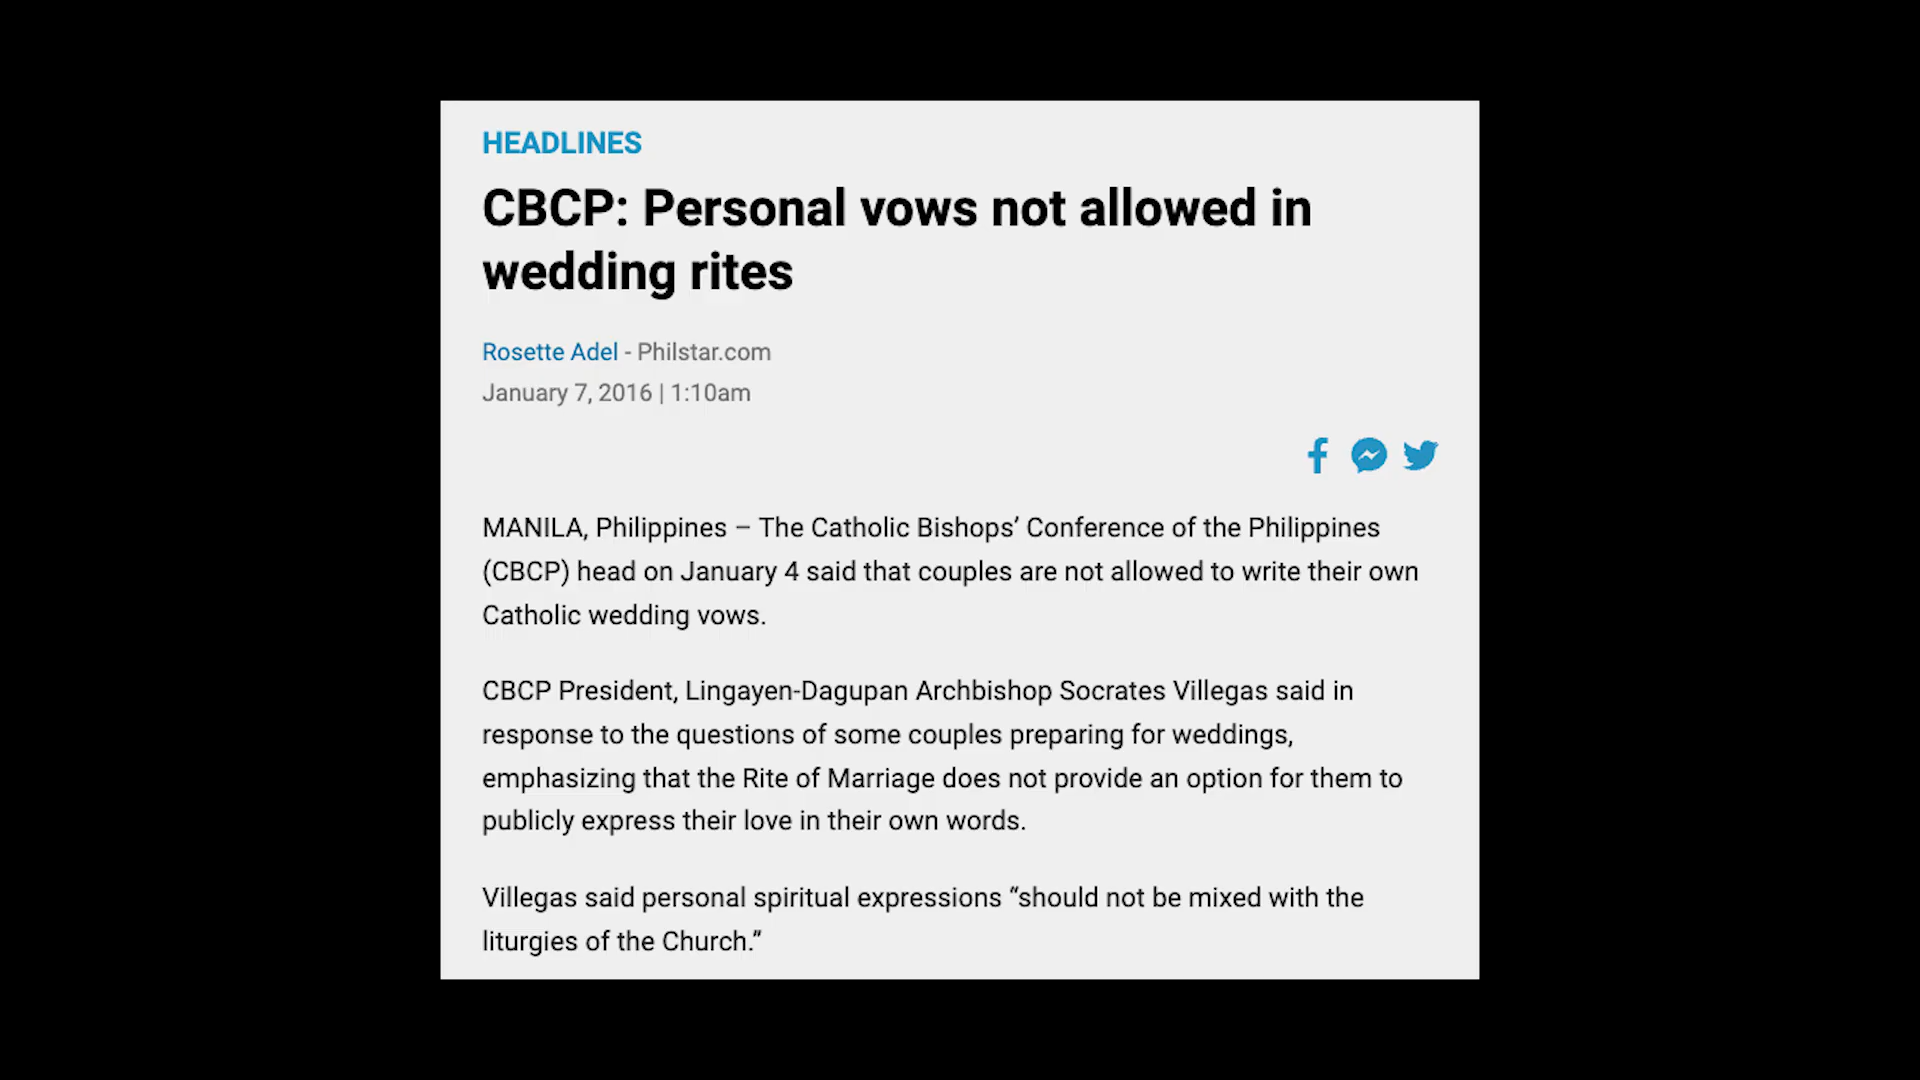 HEADLINES
CBCP: Personal vows not allowed in
wedding rites
Rosette Adel - Philstar.com
January 7, 2016 | 1:10am
MANILA, Philippines – The Catholic Bishops’ Conference of the Philippines
(CBCP) head on January 4 said that couples are not allowed to write their own
Catholic wedding vows.
CBCP President, Lingayen-Dagupan Archbishop Socrates Villegas said in
response to the questions of some couples preparing for weddings,
emphasizing that the Rite of Marriage does not provide an option for them to
publicly express their love in their own words.
Villegas said personal spiritual expressions “should not be mixed with the
liturgies of the Church.”